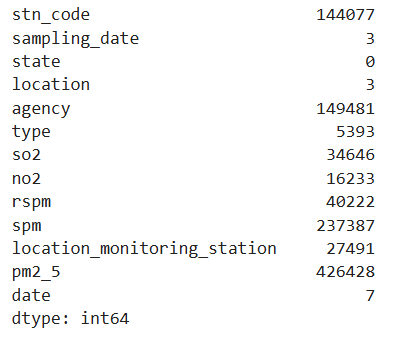 stn_code 144077
sampling_date 3
state 0
location 3
agency 149481
type 5393
so2 34646
no2 16233
rspm 40222
spm 237387
location_monitoring_station 27491
pm2_5 426428
date 7
dtype: int64